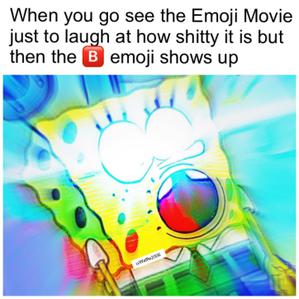 When you go see the Emoji Movie
just to laugh at how shitty it is but
then the 🅱️ emoji shows up